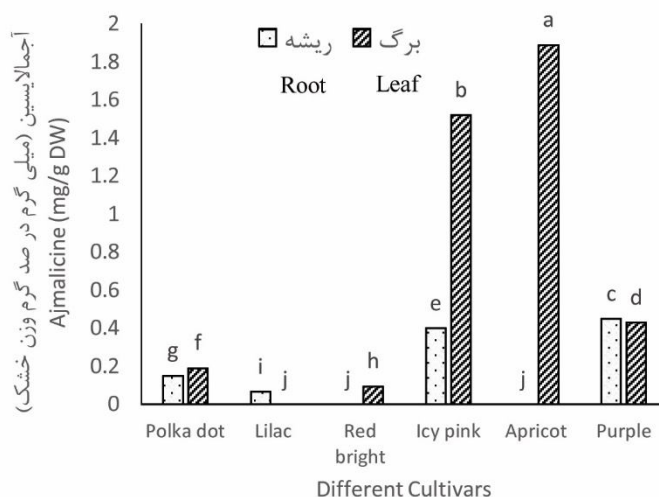 آجمالایسین (میلی گرم در صد گرم وزن خشک)
Ajmalicine (mg/g DW)
2
1.8
1.6
1.4
1.2
1
0.8
0.6
0.4
0.2
0
ریشه برگ
Root Leaf
g f i j j h e b j a c d
Polka dot Lilac Red bright Icy pink Apricot Purple
Different Cultivars